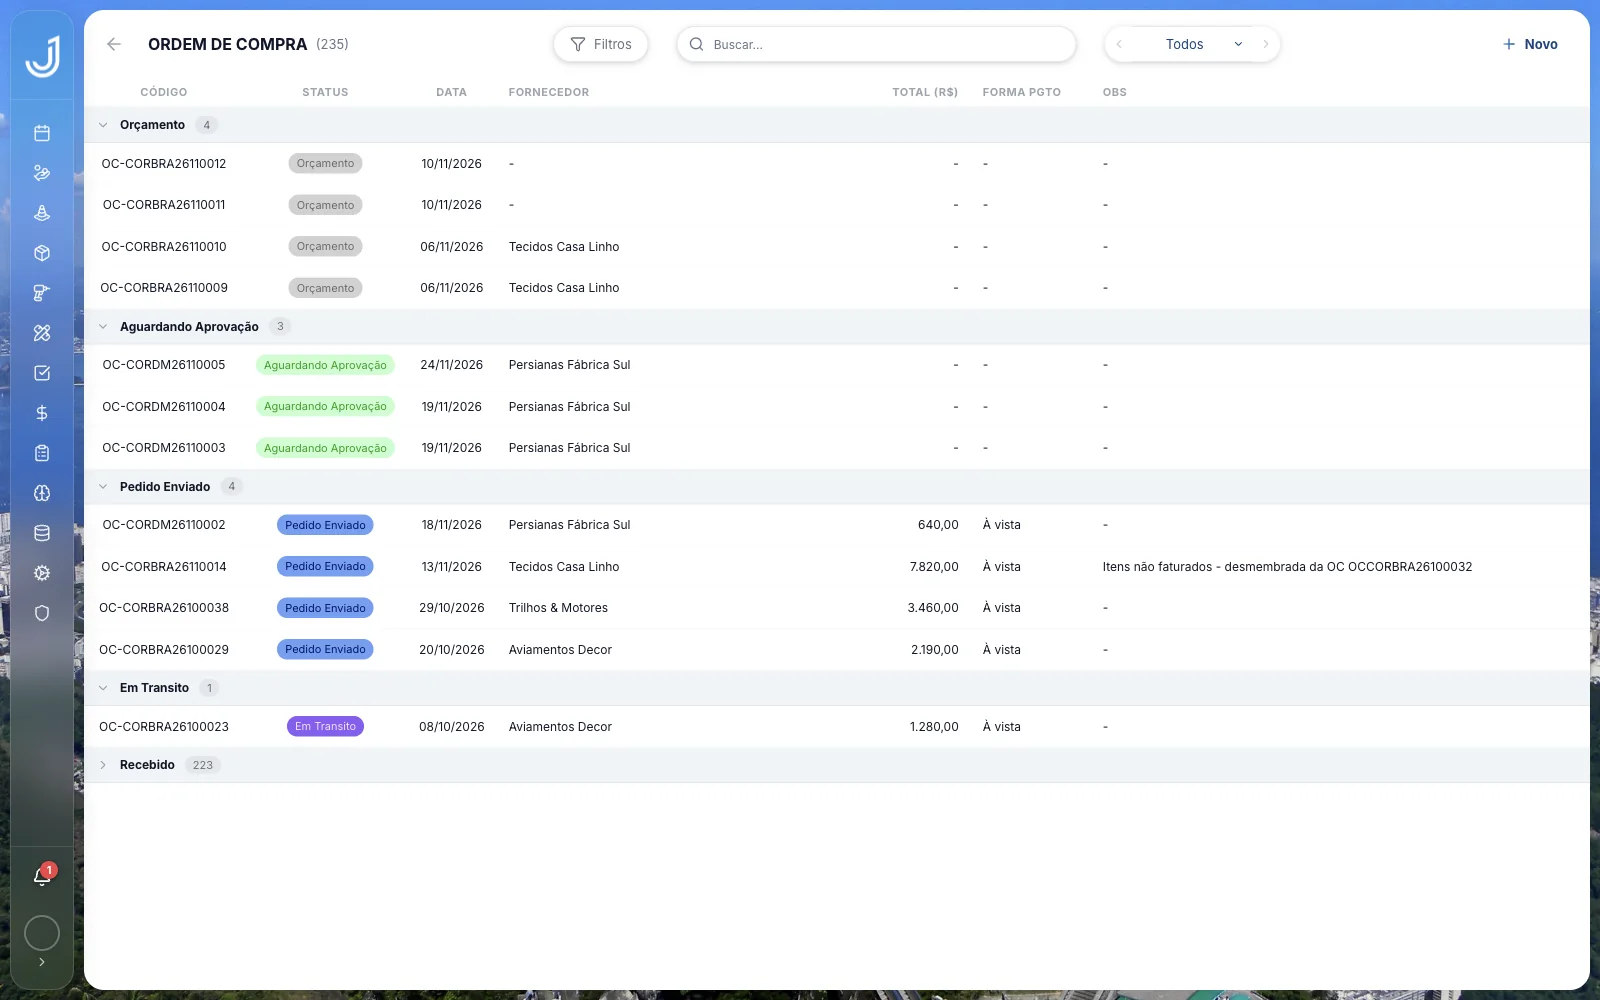 ORDEM DE COMPRA (235)
Filtros
Buscar...
Todos
Novo
CÓDIGO STATUS DATA FORNECEDOR TOTAL (R$) FORMA PGTO OBS
Orçamento 4
OC-CORBRA26110012 Orçamento 10/11/2026 - - - -
OC-CORBRA26110011 Orçamento 10/11/2026 - - - -
OC-CORBRA26110010 Orçamento 06/11/2026 Tecidos Casa Linho - - -
OC-CORBRA26110009 Orçamento 06/11/2026 Tecidos Casa Linho - - -
Aguardando Aprovação 3
OC-CORDM26110005 Aguardando Aprovação 24/11/2026 Persianas Fábrica Sul - - -
OC-CORDM26110004 Aguardando Aprovação 19/11/2026 Persianas Fábrica Sul - - -
OC-CORDM26110003 Aguardando Aprovação 19/11/2026 Persianas Fábrica Sul - - -
Pedido Enviado 4
OC-CORDM26110002 Pedido Enviado 18/11/2026 Persianas Fábrica Sul 640,00 À vista -
OC-CORBRA26110014 Pedido Enviado 13/11/2026 Tecidos Casa Linho 7.820,00 À vista Itens não faturados - desmembrada da OC OCCORBRA26100032
OC-CORBRA26100038 Pedido Enviado 29/10/2026 Trilhos & Motores 3.460,00 À vista -
OC-CORBRA26100029 Pedido Enviado 20/10/2026 Aviamentos Decor 2.190,00 À vista -
Em Transito 1
OC-CORBRA26100023 Em Transito 08/10/2026 Aviamentos Decor 1.280,00 À vista -
Recebido 223
1